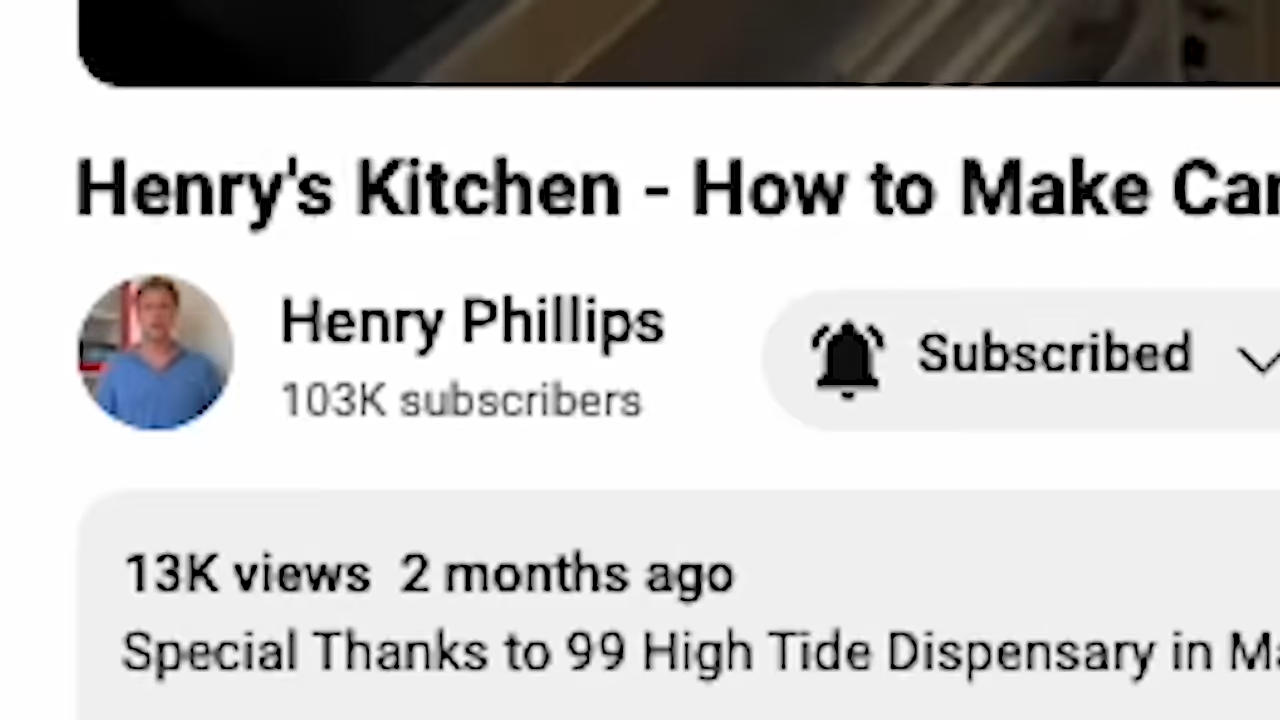 Henry's Kitchen - How to Make Car
Henry Phillips
103K subscribers
Subscribed
13K views 2 months ago
Special Thanks to 99 High Tide Dispensary in Ma